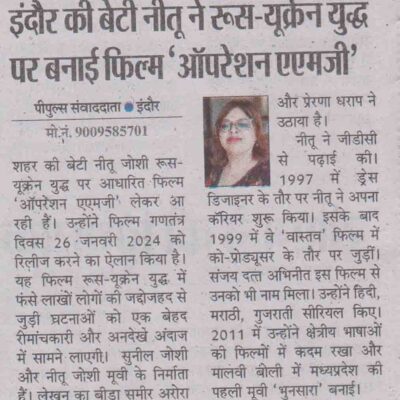 इंदौर की बेटी नीतू ने रूस-यूक्रेन युद्ध
पर बनाई फिल्म ‘ऑपरेशन एएमजी’
पीपुल्स संवाददाता ● इंदौर
मो.नं. 9009585701
शहर की बेटी नीतू जोशी रूस-
यूक्रेन युद्ध पर आधारित फिल्म
‘ऑपरेशन एएमजी’ लेकर आ
रही हैं। उन्होंने फिल्म गणतंत्र
दिवस 26 जनवरी 2024 को
रिलीज करने का ऐलान किया है।
यह फिल्म रूस-यूक्रेन युद्ध में
फंसे लाखों लोगों की जद्दोजहद से
जुड़ी घटनाओं को एक बेहद
रोमांचकारी और अनदेखे अंदाज
में सामने लाएगी। सुनील जोशी
और नीतू जोशी मूवी के निर्माता
हैं। लेखन का बीड़ा समीर अरोरा
और प्रेरणा धराप ने
उठाया है।
नीतू ने जीडीसी
से पढ़ाई की।
1997 में ड्रेस
डिजाइनर के तौर पर नीतू ने अपना
कॅरियर शुरू किया। इसके बाद
1999 में वे ‘वास्तव’ फिल्म में
को-प्रोड्यूसर के तौर पर जुड़ीं।
संजय दत्त अभिनीत इस फिल्म से
उनको भी नाम मिला। उन्होंने हिंदी,
मराठी, गुजराती सीरियल किए।
2011 में उन्होंने क्षेत्रीय भाषाओं
की फिल्मों में कदम रखा और
मालवी बोली में मध्यप्रदेश की
पहली मूवी ‘भुनसारा’ बनाई।